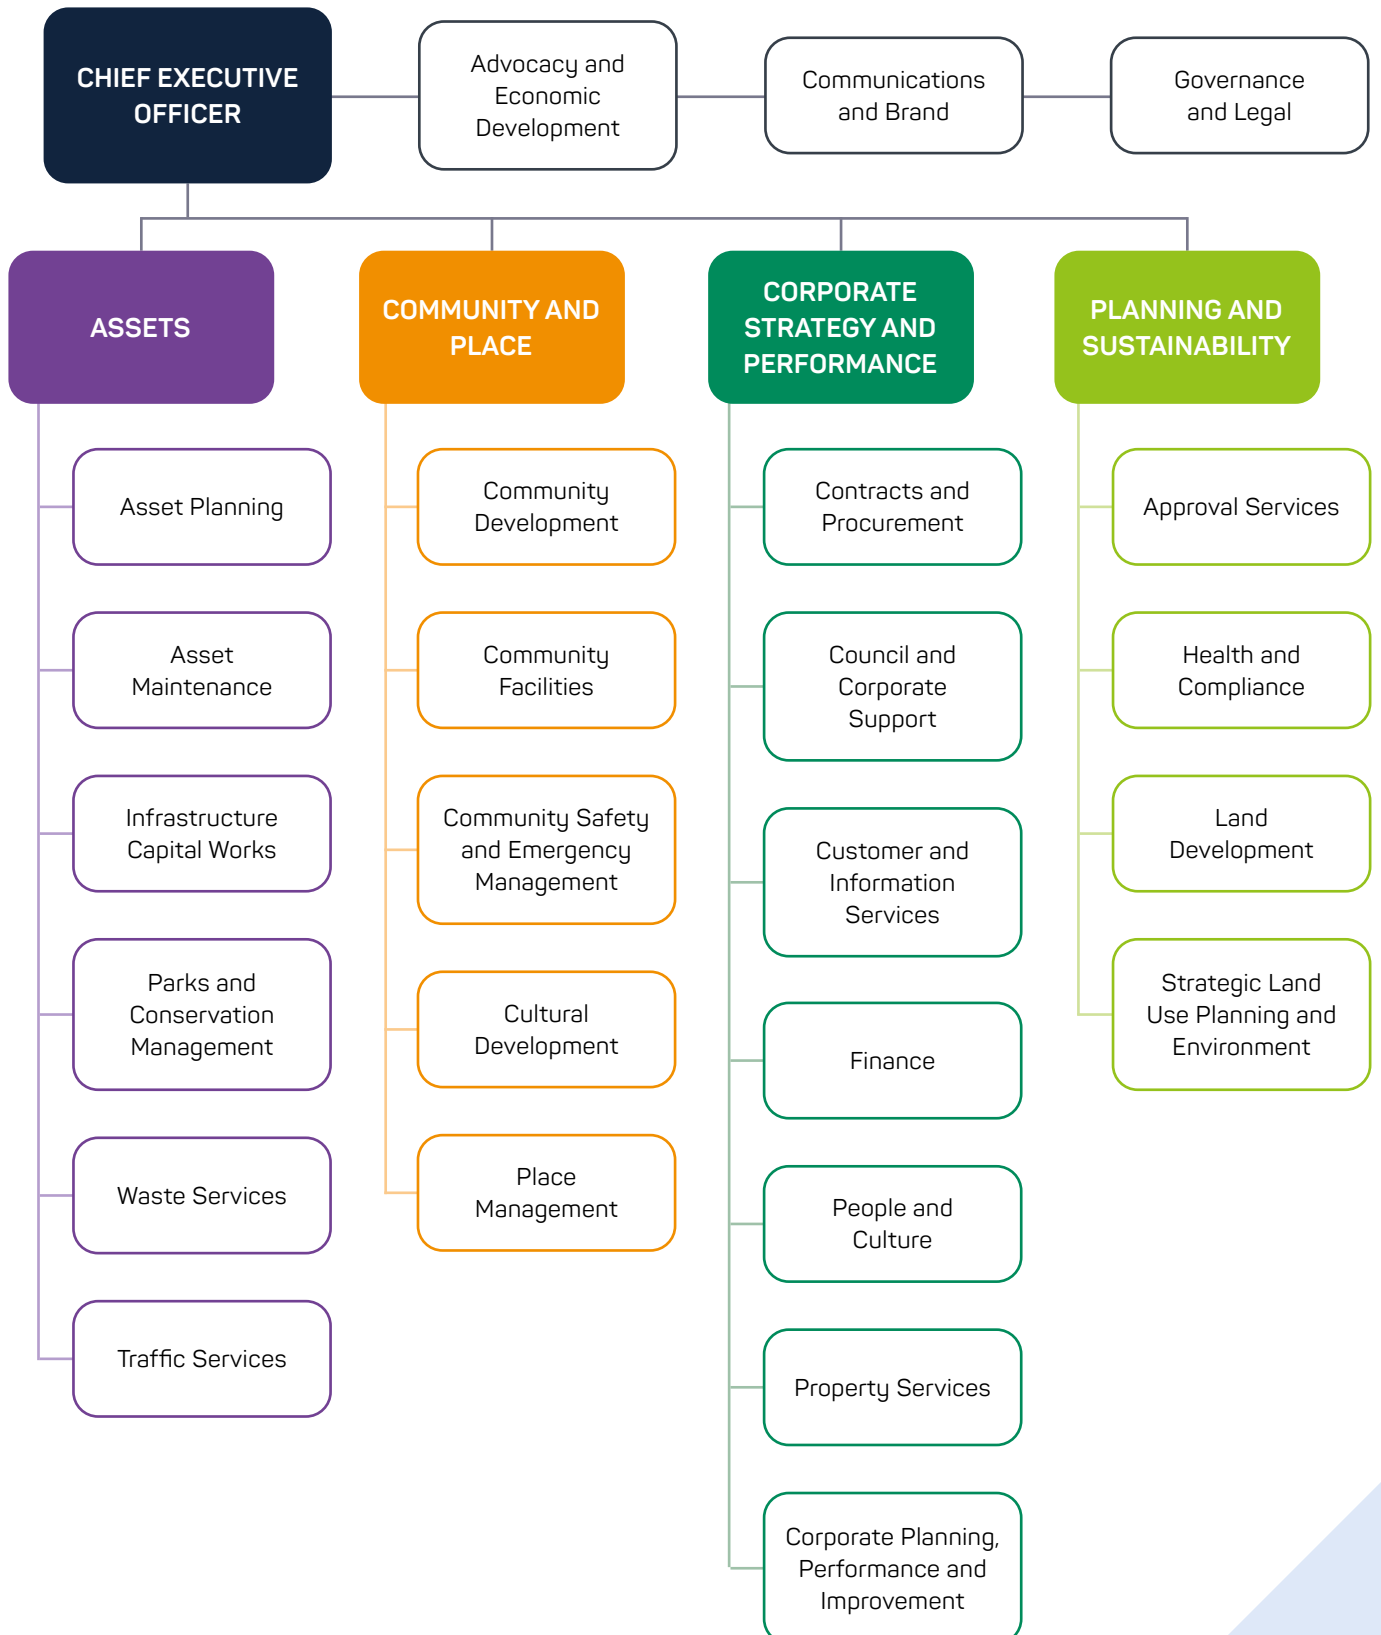 CHIEF EXECUTIVE
OFFICER
Advocacy and
Economic
Development
Communications
and Brand
Governance
and Legal
ASSETS
Asset Planning
Asset
Maintenance
Infrastructure
Capital Works
Parks and
Conservation
Management
Waste Services
Traffic Services
COMMUNITY AND
PLACE
Community
Development
Community
Facilities
Community Safety
and Emergency
Management
Cultural
Development
Place
Management
CORPORATE
STRATEGY AND
PERFORMANCE
Contracts and
Procurement
Council and
Corporate
Support
Customer and
Information
Services
Finance
People and
Culture
Property Services
Corporate Planning,
Performance and
Improvement
PLANNING AND
SUSTAINABILITY
Approval Services
Health and
Compliance
Land
Development
Strategic Land
Use Planning and
Environment